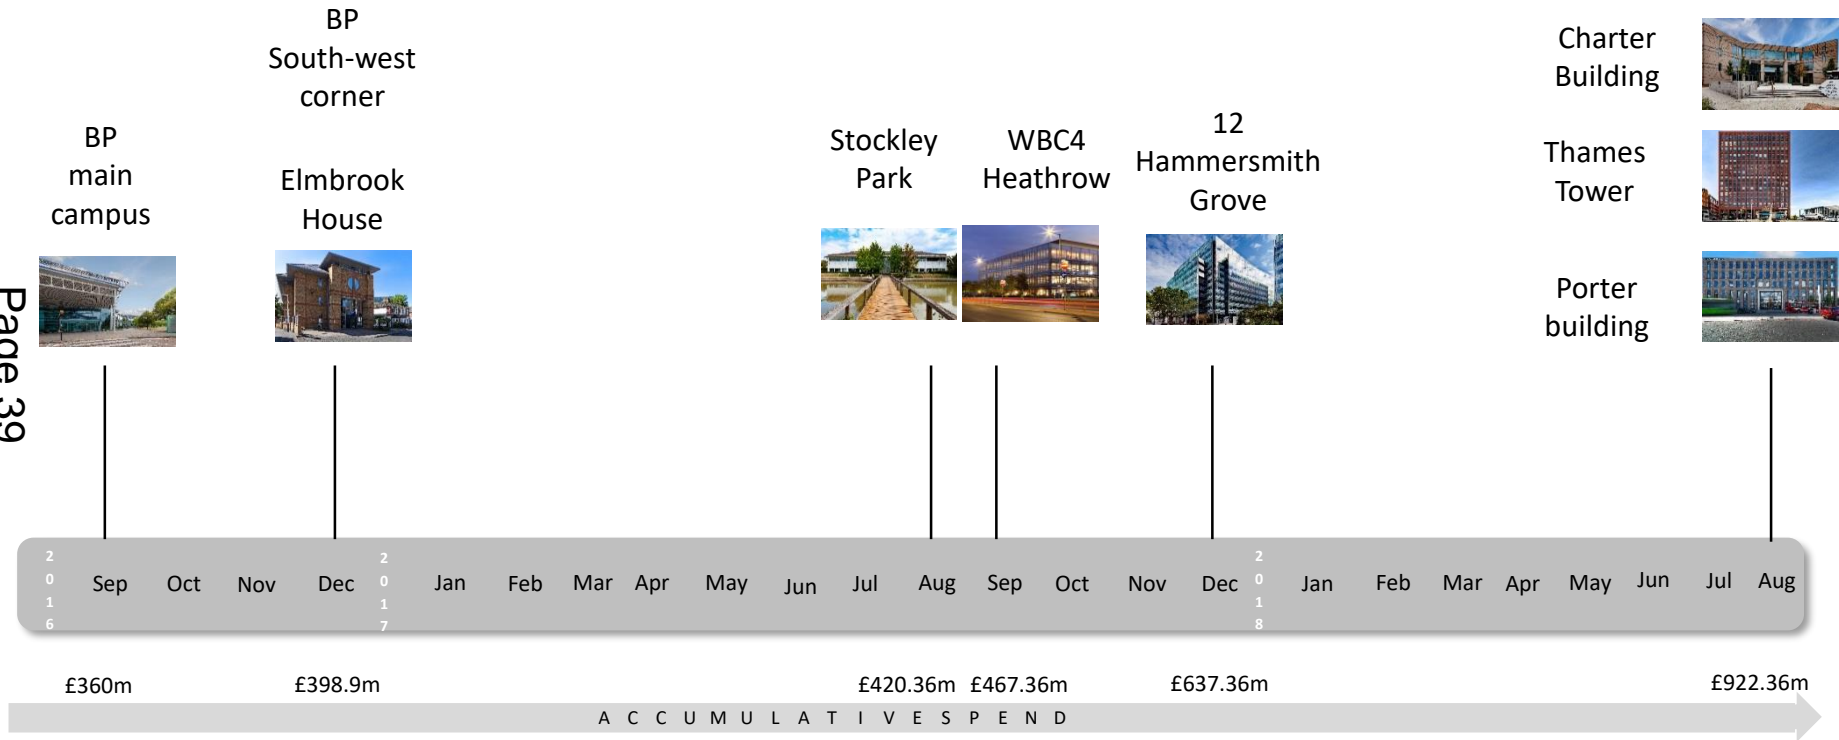 BP
South-west
corner
BP
main
campus
Elmbrook
House
Stockley
Park
WBC4
Heathrow
12
Hammersmith
Grove
Charter
Building
Thames
Tower
Porter
building
Page 39
2016 Sep Oct Nov Dec 2017 Jan Feb Mar Apr May Jun Jul Aug Sep Oct Nov Dec 2018 Jan Feb Mar Apr May Jun Jul Aug
£360m £398.9m £420.36m £467.36m £637.36m £922.36m
A C C U M U L A T I V E S P E N D